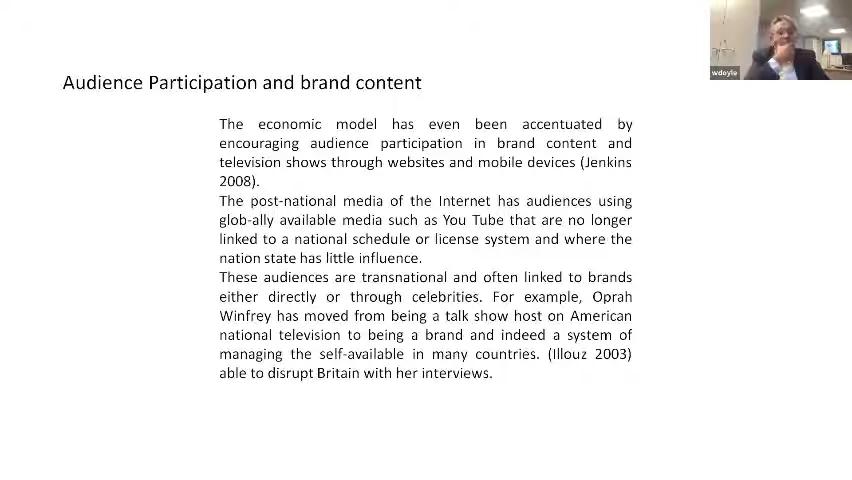 Audience Participation and brand content
The economic model has even been accentuated by
encouraging audience participation in brand content and
television shows through websites and mobile devices (Jenkins
2008).
The post-national media of the Internet has audiences using
glob-ally available media such as You Tube that are no longer
linked to a national schedule or license system and where the
nation state has little influence.
These audiences are transnational and often linked to brands
either directly or through celebrities. For example, Oprah
Winfrey has moved from being a talk show host on American
national television to being a brand and indeed a system of
managing the self-available in many countries. (Illouz 2003)
able to disrupt Britain with her interviews.
wdoyle